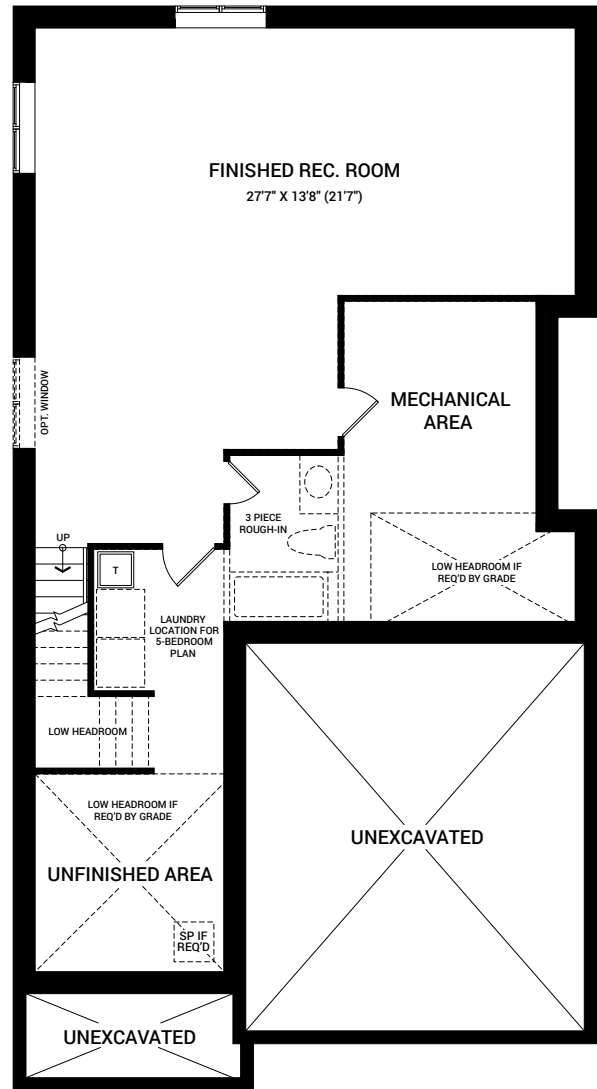 FINISHED REC. ROOM
27'7" X 13'8" (21'7")
OPT. WINDOW
MECHANICAL
AREA
3 PIECE
ROUGH-IN
UP
T
LOW HEADROOM IF
REQ'D BY GRADE
LAUNDRY
LOCATION FOR
5-BEDROOM
PLAN
LOW HEADROOM
LOW HEADROOM IF
REQ'D BY GRADE
UNFINISHED AREA
SP IF
REQ'D
UNEXCAVATED
UNEXCAVATED